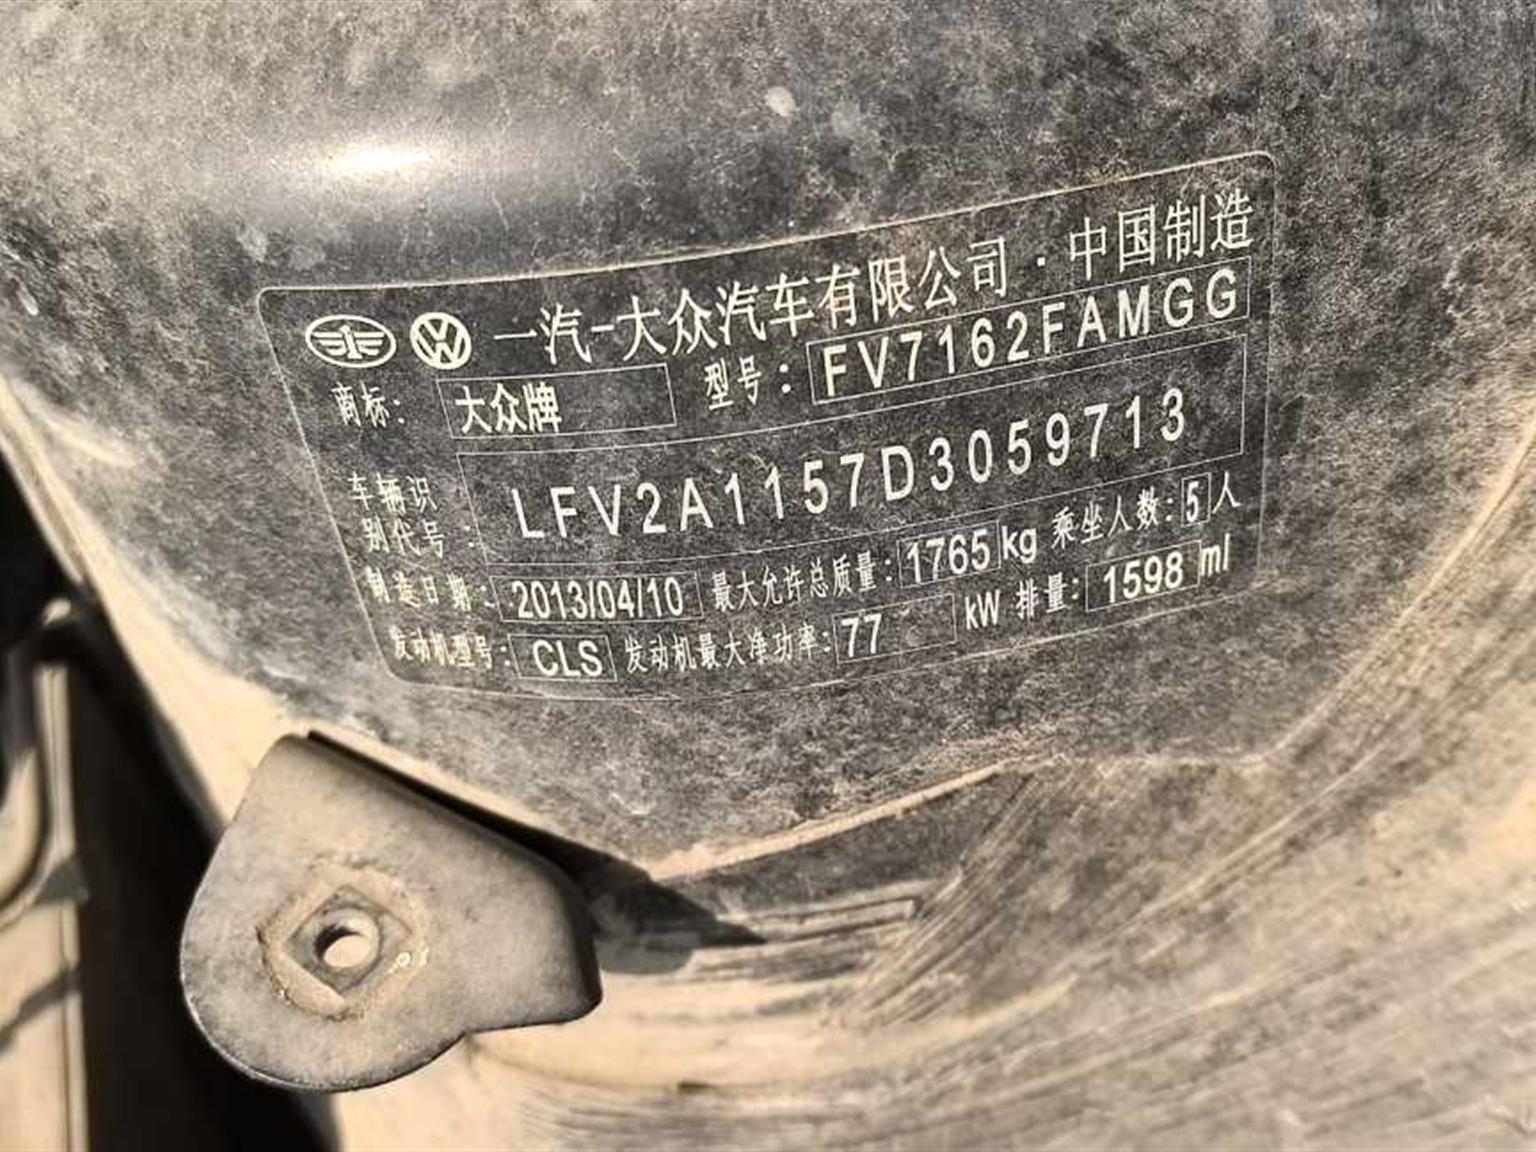 一汽-大众汽车有限公司·中国制造
商标: 大众牌 型号: FV7162FAMGG
车辆识别代号: LFV2A1157D3059713
制造日期: 2013/04/10 最大允许总质量: 1765 kg 乘坐人数: 5 人
发动机型号: CLS 发动机最大净功率: 77 kW 排量: 1598 ml